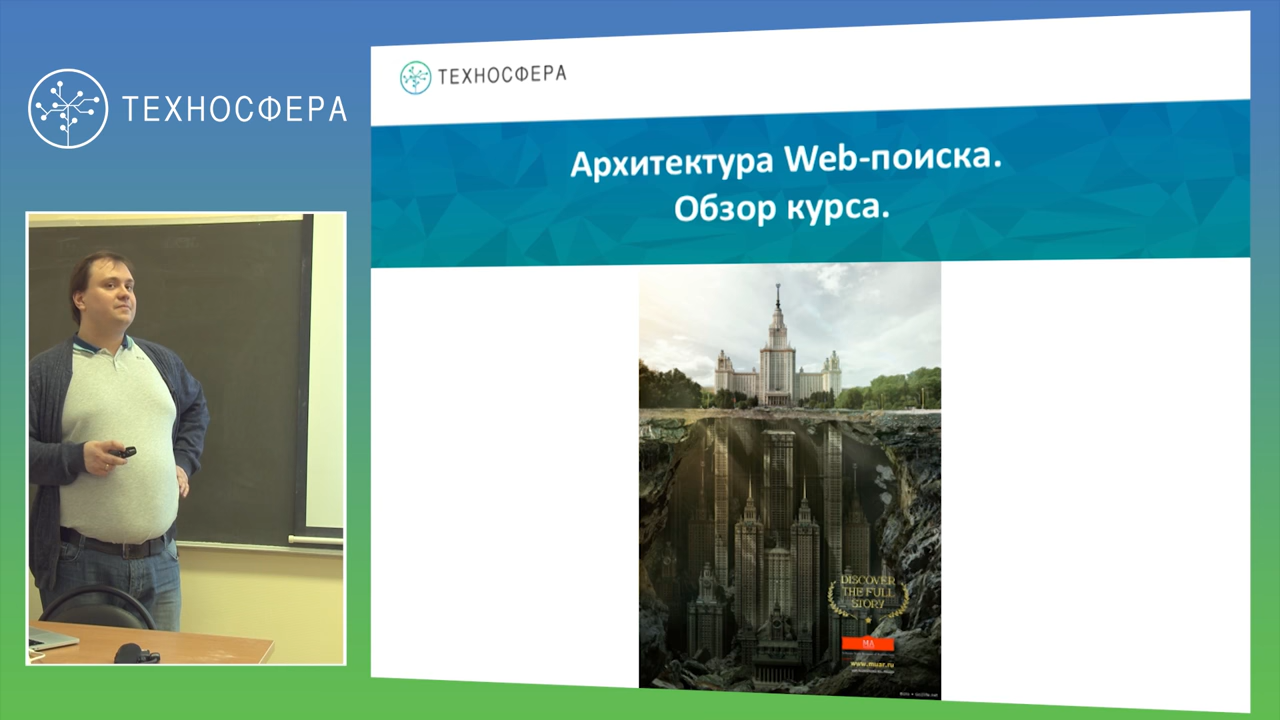 ТЕХНОСФЕРА
ТЕХНОСФЕРА
Архитектура Web-поиска.
Обзор курса.
DISCOVER
THE FULL
STORY
MA
www.muar.ru